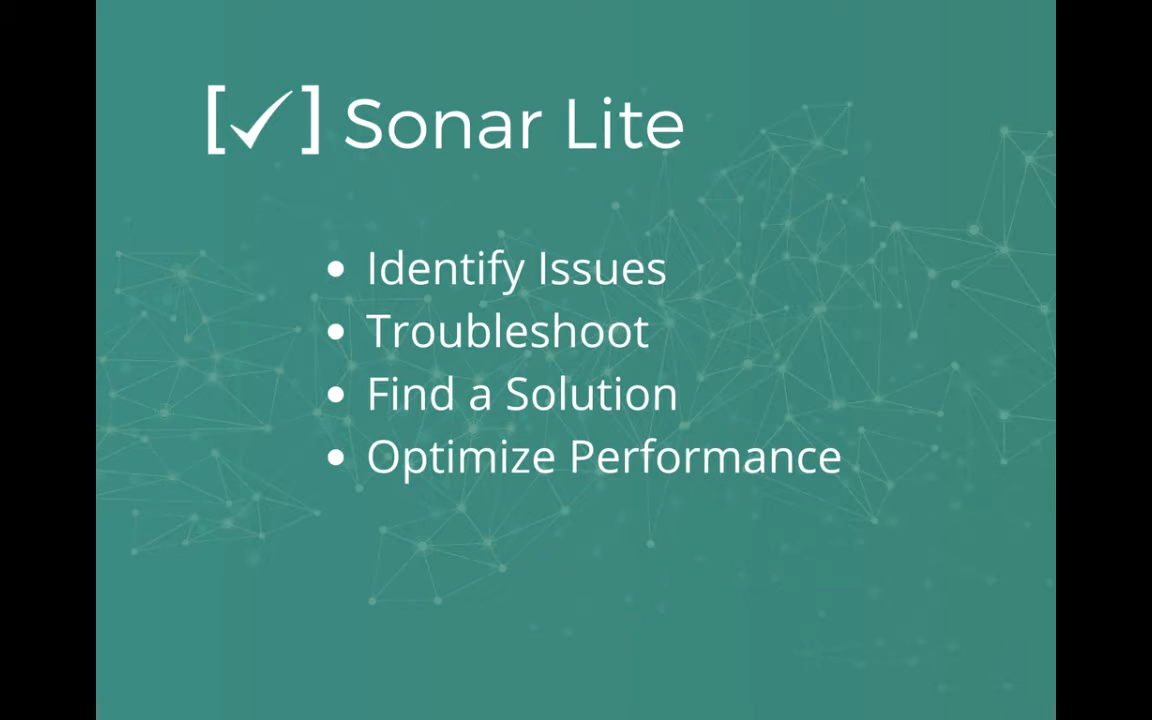 [✓] Sonar Lite
• Identify Issues
• Troubleshoot
• Find a Solution
• Optimize Performance